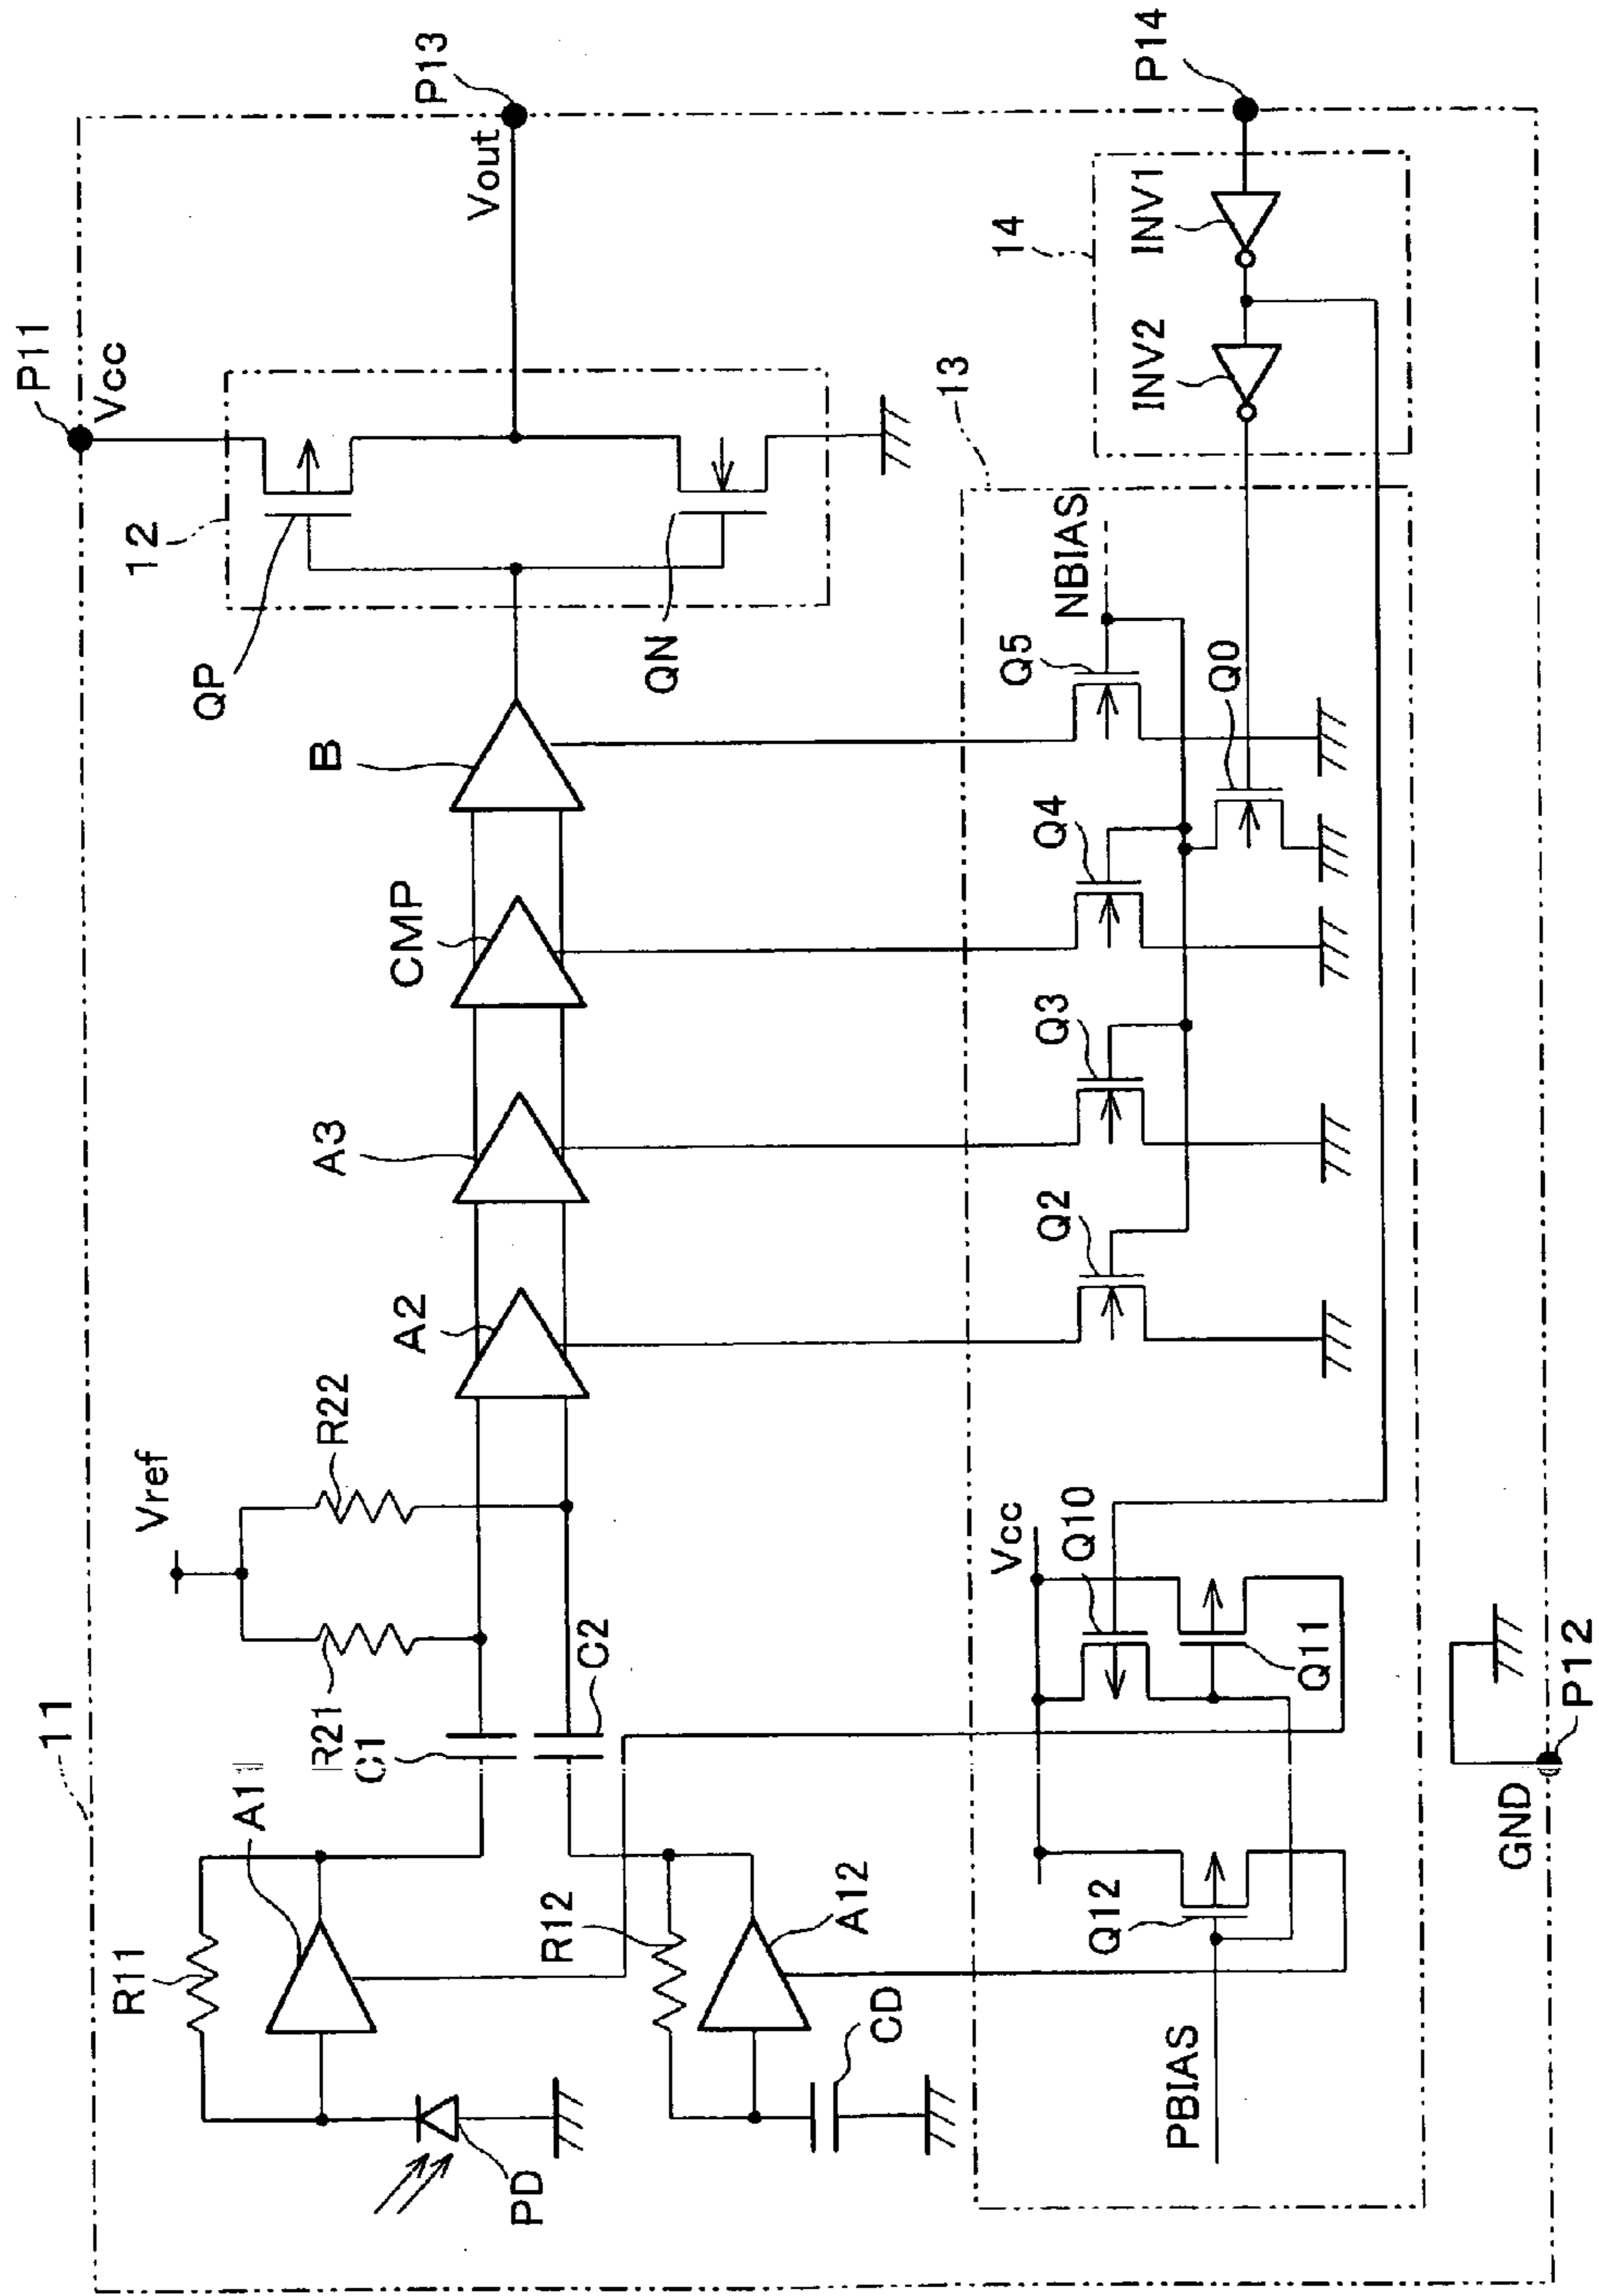 11
P11
Vcc
Vref
R11
A11
R21
R22
C1
C2
A2
A3
CMP
B
12
QP
QN
Vout
P13
PD
R12
A12
CD
13
14
Vcc
Q10
Q11
Q12
PBIAS
Q2
Q3
Q4
Q5
NBIAS
Q0
INV2
INV1
P14
GND
P12